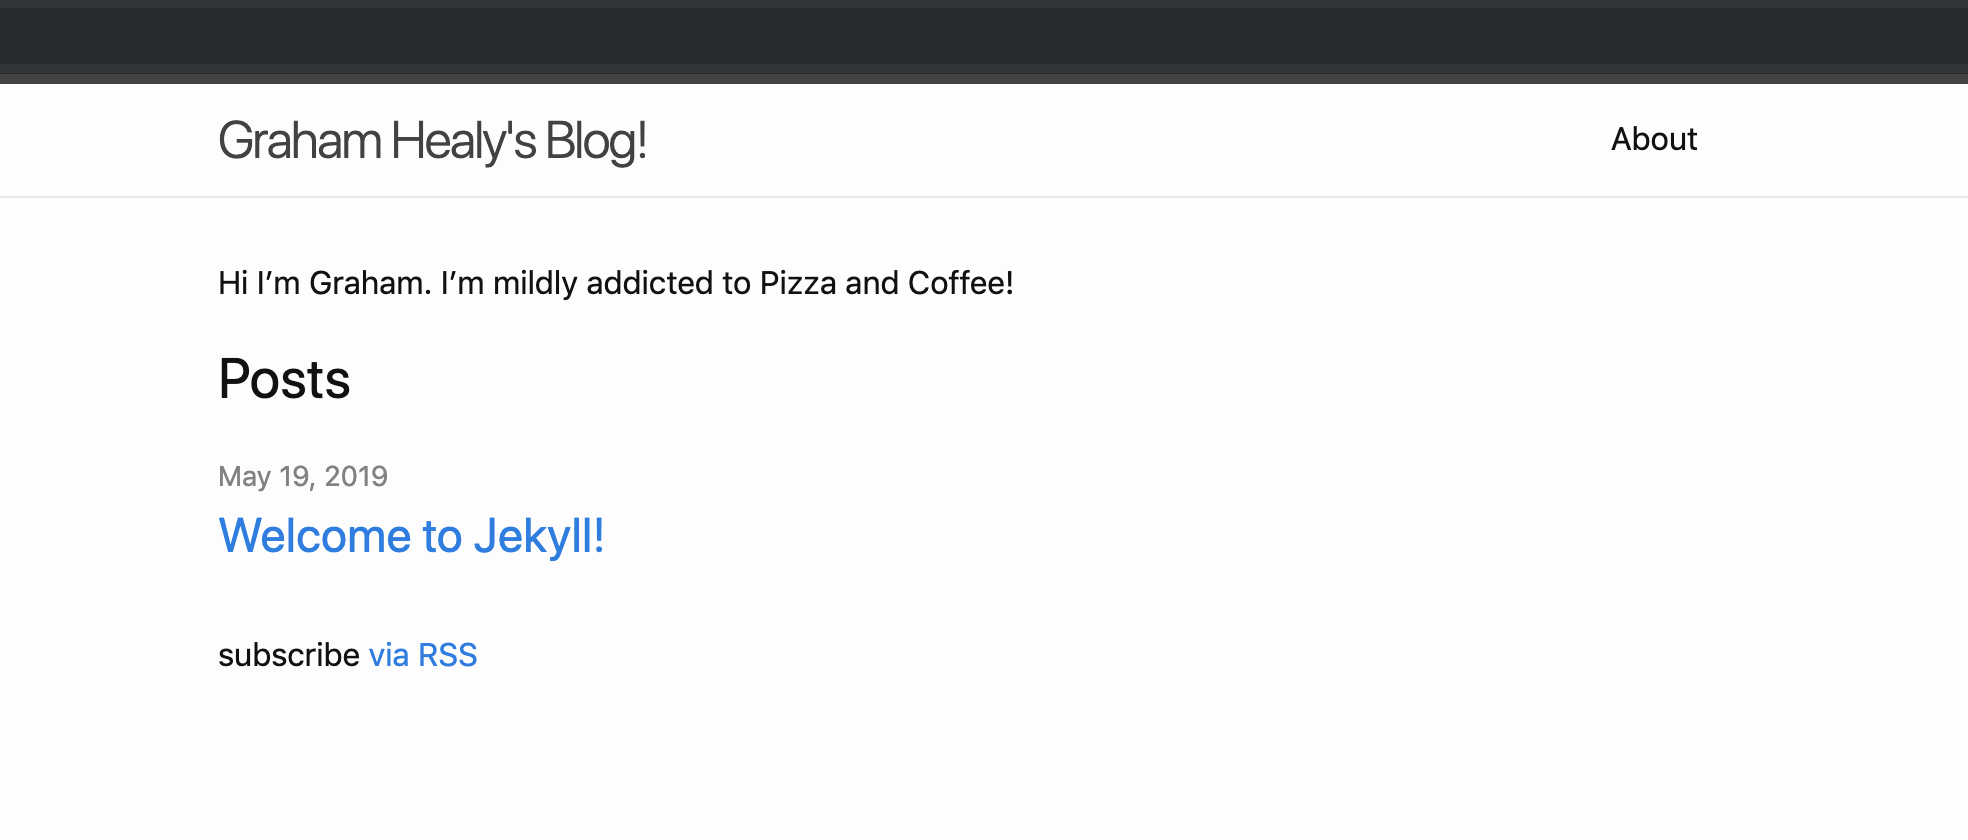 Graham Healy's Blog!
About
Hi I’m Graham. I’m mildly addicted to Pizza and Coffee!
Posts
May 19, 2019
Welcome to Jekyll!
subscribe via RSS